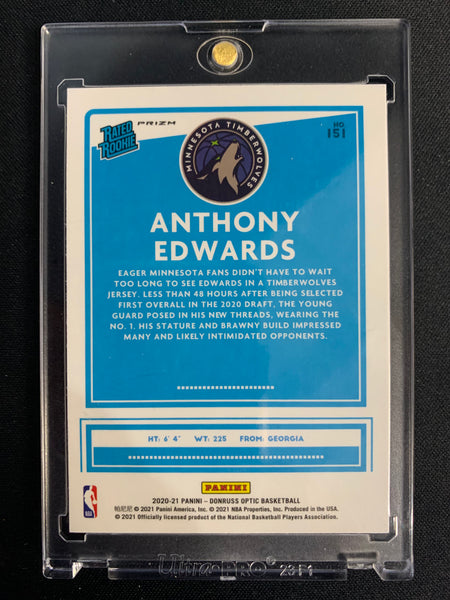 RATED ROOKIE
PRIZM
MINNESOTA TIMBERWOLVES
NO.
151
ANTHONY
EDWARDS
EAGER MINNESOTA FANS DIDN'T HAVE TO WAIT
TOO LONG TO SEE EDWARDS IN A TIMBERWOLVES
JERSEY. LESS THAN 48 HOURS AFTER BEING SELECTED
FIRST OVERALL IN THE 2020 DRAFT, THE YOUNG
GUARD POSED IN HIS NEW THREADS, WEARING THE
NO. 1. HIS STATURE AND BRAWNY BUILD IMPRESSED
MANY AND LIKELY INTIMIDATED OPPONENTS.
HT: 6' 4" WT: 225 FROM: GEORGIA
PANINI
NBA
2020-21 PANINI - DONRUSS OPTIC BASKETBALL
帕尼尼 © 2021 Panini America, Inc. © 2021 NBA Properties, Inc. Produced in the USA.
© 2021 Officially licensed product of the National Basketball Players Association.
Ultra·PRO® 23F1